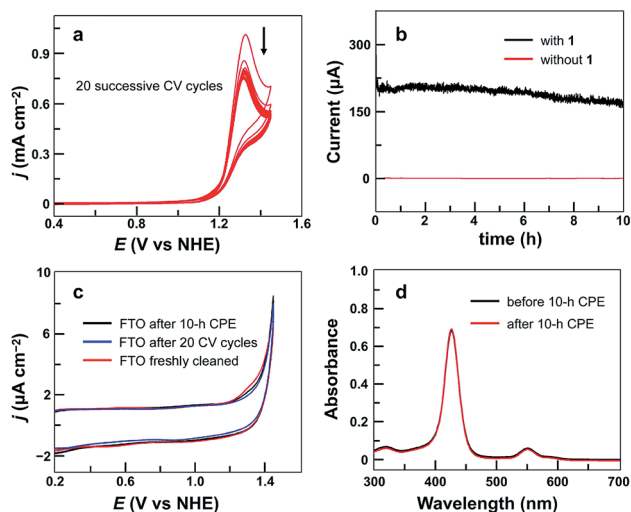 a
20 successive CV cycles
j (mA cm⁻²)
0.9
0.6
0.3
0
0.4
0.8
1.2
1.6
E (V vs NHE)
b
with 1
without 1
Current (μA)
300
150
0
0
2
4
6
8
10
time (h)
c
FTO after 10-h CPE
FTO after 20 CV cycles
FTO freshly cleaned
j (μA cm⁻²)
10
6
2
−2
0.2
0.6
1.0
1.4
E (V vs NHE)
d
before 10-h CPE
after 10-h CPE
Absorbance
1.0
0.8
0.6
0.4
0.2
0
300
400
500
600
700
Wavelength (nm)